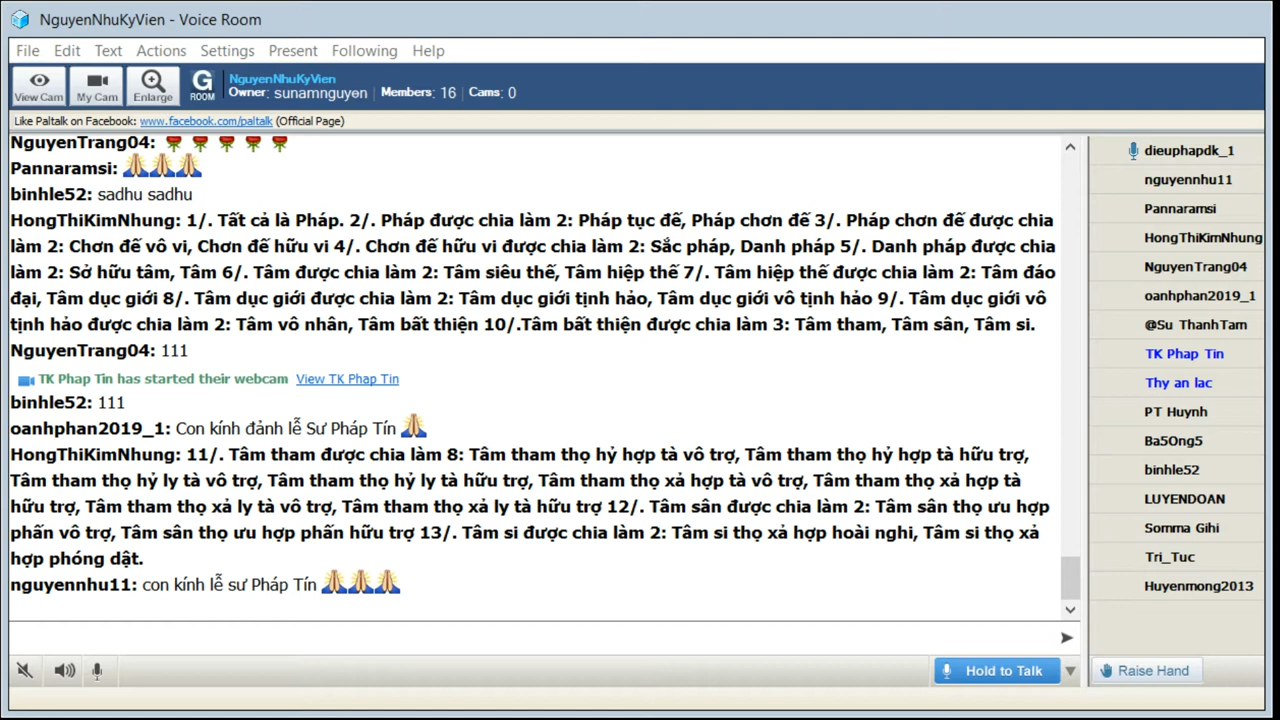 NguyenNhuKyVien - Voice Room
File Edit Text Actions Settings Present Following Help
View Cam My Cam Enlarge G ROOM
NguyenNhuKyVien
Owner: sunamnguyen Members: 16 Cams: 0
Like Paltalk on Facebook: www.facebook.com/paltalk (Official Page)
NguyenTrang04:
Pannaramsi:
binhle52: sadhu sadhu
HongThiKimNhung: 1/. Tất cả là Pháp. 2/. Pháp được chia làm 2: Pháp tục đế, Pháp chơn đế 3/. Pháp chơn đế được chia
làm 2: Chơn đế vô vi, Chơn đế hữu vi 4/. Chơn đế hữu vi được chia làm 2: Sắc pháp, Danh pháp 5/. Danh pháp được chia
làm 2: Sở hữu tâm, Tâm 6/. Tâm được chia làm 2: Tâm siêu thế, Tâm hiệp thế 7/. Tâm hiệp thế được chia làm 2: Tâm đáo
đại, Tâm dục giới 8/. Tâm dục giới được chia làm 2: Tâm dục giới tịnh hảo, Tâm dục giới vô tịnh hảo 9/. Tâm dục giới vô
tịnh hảo được chia làm 2: Tâm vô nhân, Tâm bất thiện 10/.Tâm bất thiện được chia làm 3: Tâm tham, Tâm sân, Tâm si.
NguyenTrang04: 111
TK Phap Tin has started their webcam View TK Phap Tin
binhle52: 111
oanhphan2019_1: Con kính đảnh lễ Sư Pháp Tín
HongThiKimNhung: 11/. Tâm tham được chia làm 8: Tâm tham thọ hỷ hợp tà vô trợ, Tâm tham thọ hỷ hợp tà hữu trợ,
Tâm tham thọ hỷ ly tà vô trợ, Tâm tham thọ hỷ ly tà hữu trợ, Tâm tham thọ xả hợp tà vô trợ, Tâm tham thọ xả hợp tà
hữu trợ, Tâm tham thọ xả ly tà vô trợ, Tâm tham thọ xả ly tà hữu trợ 12/. Tâm sân được chia làm 2: Tâm sân thọ ưu hợp
phấn vô trợ, Tâm sân thọ ưu hợp phấn hữu trợ 13/. Tâm si được chia làm 2: Tâm si thọ xả hợp hoài nghi, Tâm si thọ xả
hợp phóng dật.
nguyennhu11: con kính lễ sư Pháp Tín
dieuphapdk_1
nguyennhu11
Pannaramsi
HongThiKimNhung
NguyenTrang04
oanhphan2019_1
@Su ThanhTam
TK Phap Tin
Thy an lac
PT Huynh
Ba5Ong5
binhle52
LUYENDOAN
Somma Gihi
Tri_Tuc
Huyenmong2013
Hold to Talk
Raise Hand